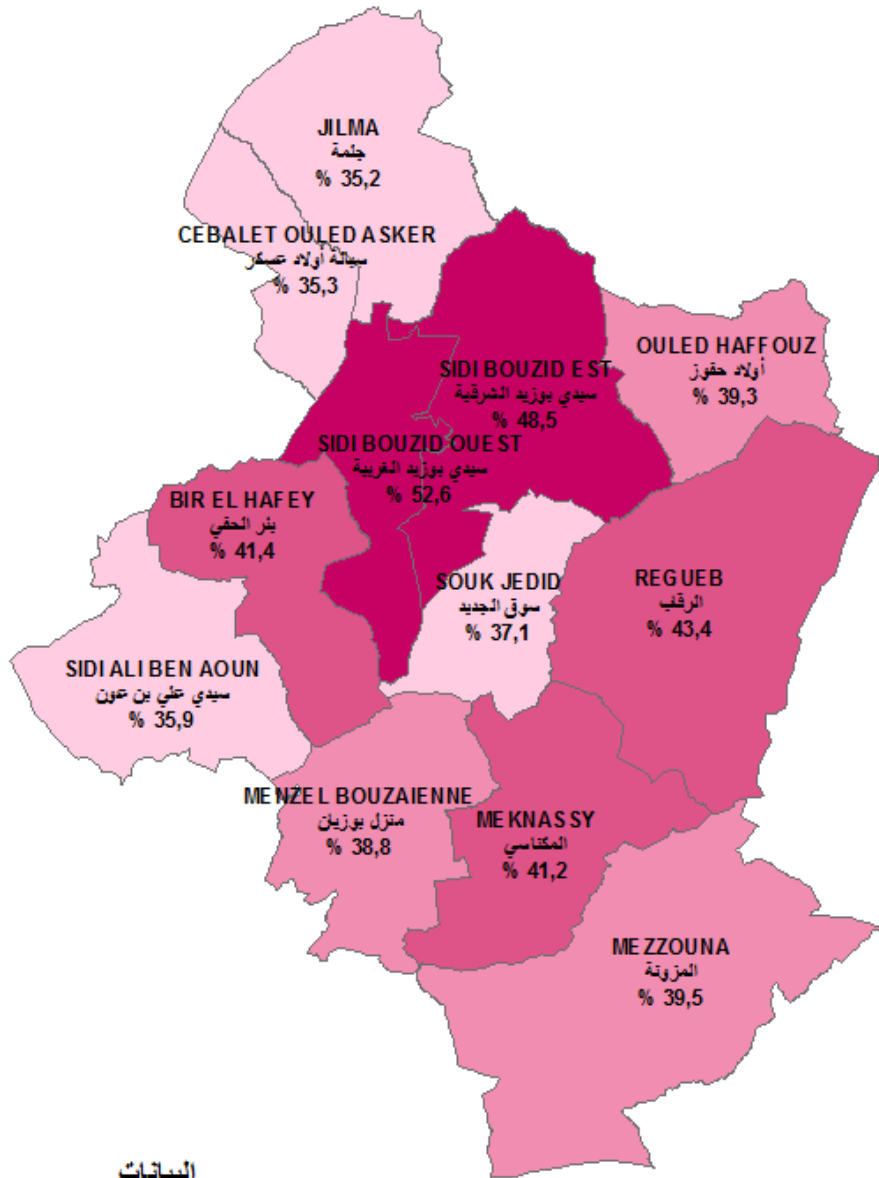 JILMA
جلمة
% 35,2
CEBALET OULED ASKER
سبالة أولاد عسكر
% 35,3
SIDI BOUZID EST
سيدي بوزيد الشرقية
% 48,5
OULED HAFFOUZ
أولاد حفوز
% 39,3
SIDI BOUZID OUEST
سيدي بوزيد الغربية
% 52,6
BIR EL HAFEY
بئر الحفي
% 41,4
SOUK JEDID
سوق الجديد
% 37,1
REGUEB
الرقاب
% 43,4
SIDI ALI BEN AOUN
سيدي علي بن عون
% 35,9
MENZEL BOUZAIENNE
منزل بوزيان
% 38,8
MEKNASSY
المكناسي
% 41,2
MEZZOUNA
المزونة
% 39,5
البيانات